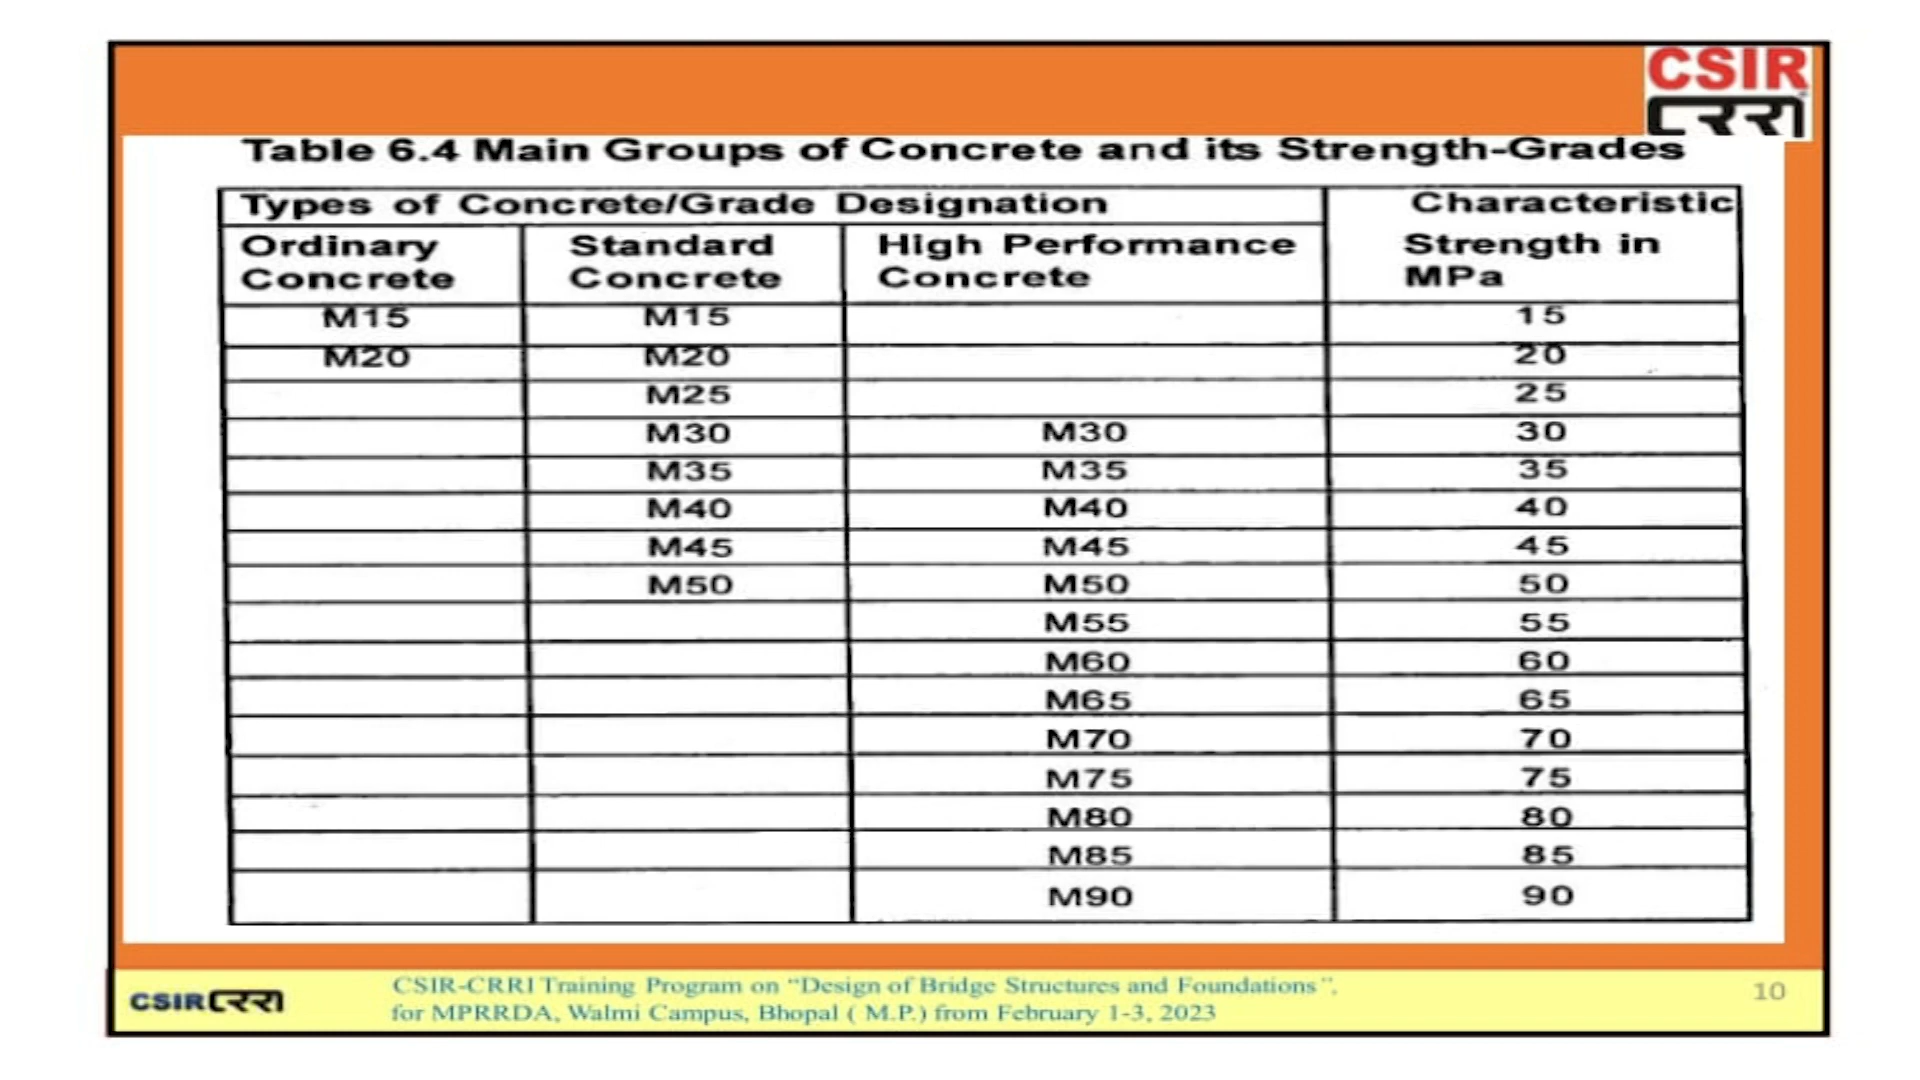 CSIR
CRRI
Table 6.4 Main Groups of Concrete and its Strength-Grades
Types of Concrete/Grade Designation Characteristic Strength in MPa
Ordinary Concrete Standard Concrete High Performance Concrete
M15 M15 15
M20 M20 20
M25 25
M30 M30 30
M35 M35 35
M40 M40 40
M45 M45 45
M50 M50 50
M55 55
M60 60
M65 65
M70 70
M75 75
M80 80
M85 85
M90 90
CSIR CRRI
CSIR-CRRI Training Program on "Design of Bridge Structures and Foundations",
for MPRRDA, Walmi Campus, Bhopal ( M.P.) from February 1-3, 2023
10